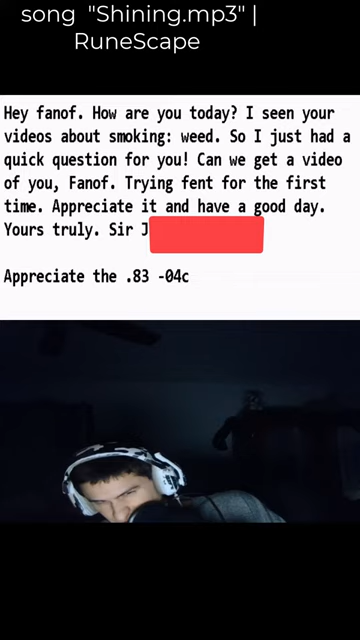 song "Shining.mp3" |
RuneScape
Hey fanof. How are you today? I seen your
videos about smoking: weed. So I just had a
quick question for you! Can we get a video
of you, Fanof. Trying fent for the first
time. Appreciate it and have a good day.
Yours truly. Sir J
Appreciate the .83 -04c